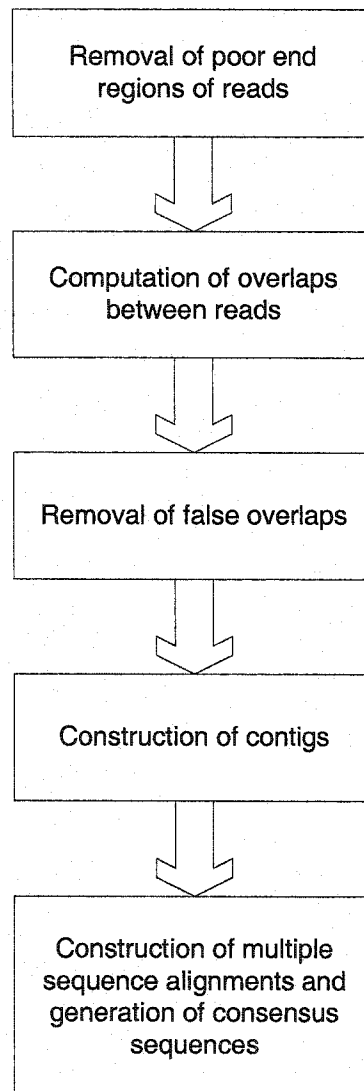 Removal of poor end
regions of reads
Computation of overlaps
between reads
Removal of false overlaps
Construction of contigs
Construction of multiple
sequence alignments and
generation of consensus
sequences